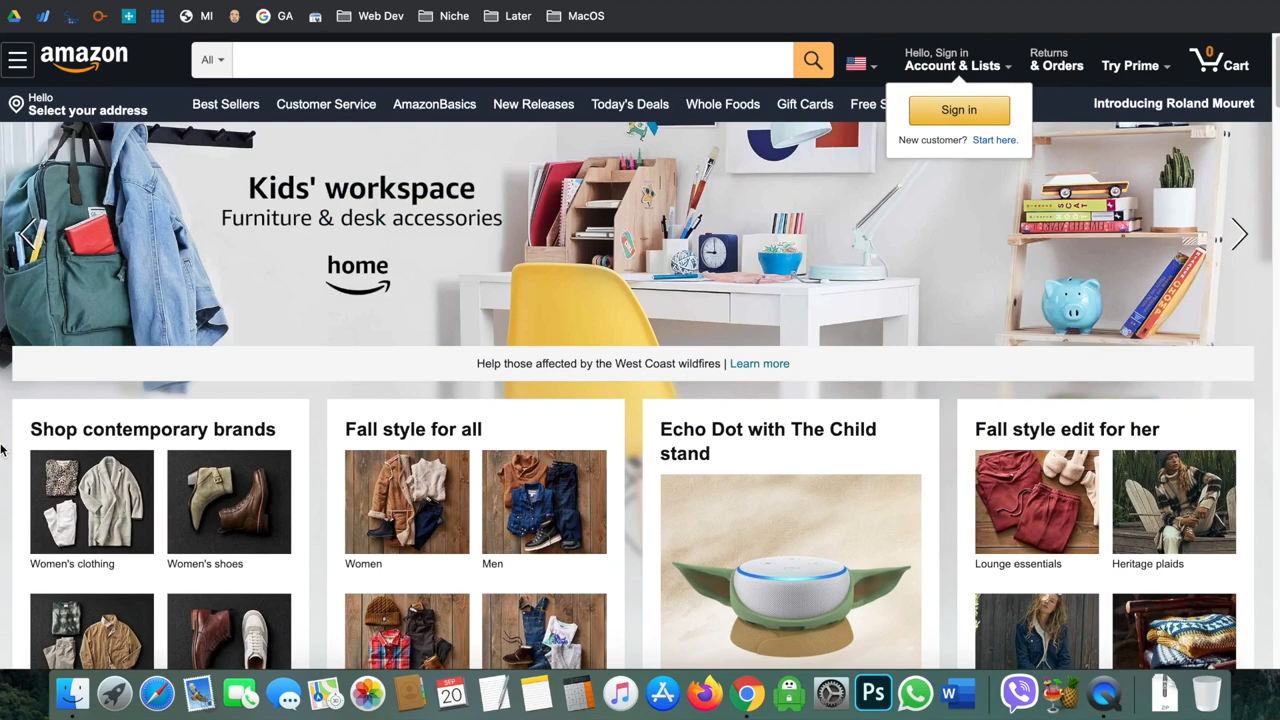 MI
GA
Web Dev
Niche
Later
MacOS
amazon
All
Hello, Sign in
Account & Lists
Returns
& Orders
Try Prime
0
Cart
Hello
Select your address
Best Sellers
Customer Service
AmazonBasics
New Releases
Today's Deals
Whole Foods
Gift Cards
Free S
Introducing Roland Mouret
Sign in
New customer? Start here.
Kids' workspace
Furniture & desk accessories
home
SCAT
Help those affected by the West Coast wildfires | Learn more
Shop contemporary brands
Women's clothing
Women's shoes
Fall style for all
Women
Men
Echo Dot with The Child
stand
Fall style edit for her
Lounge essentials
Heritage plaids
SEP
20
Ps
W
ZIP